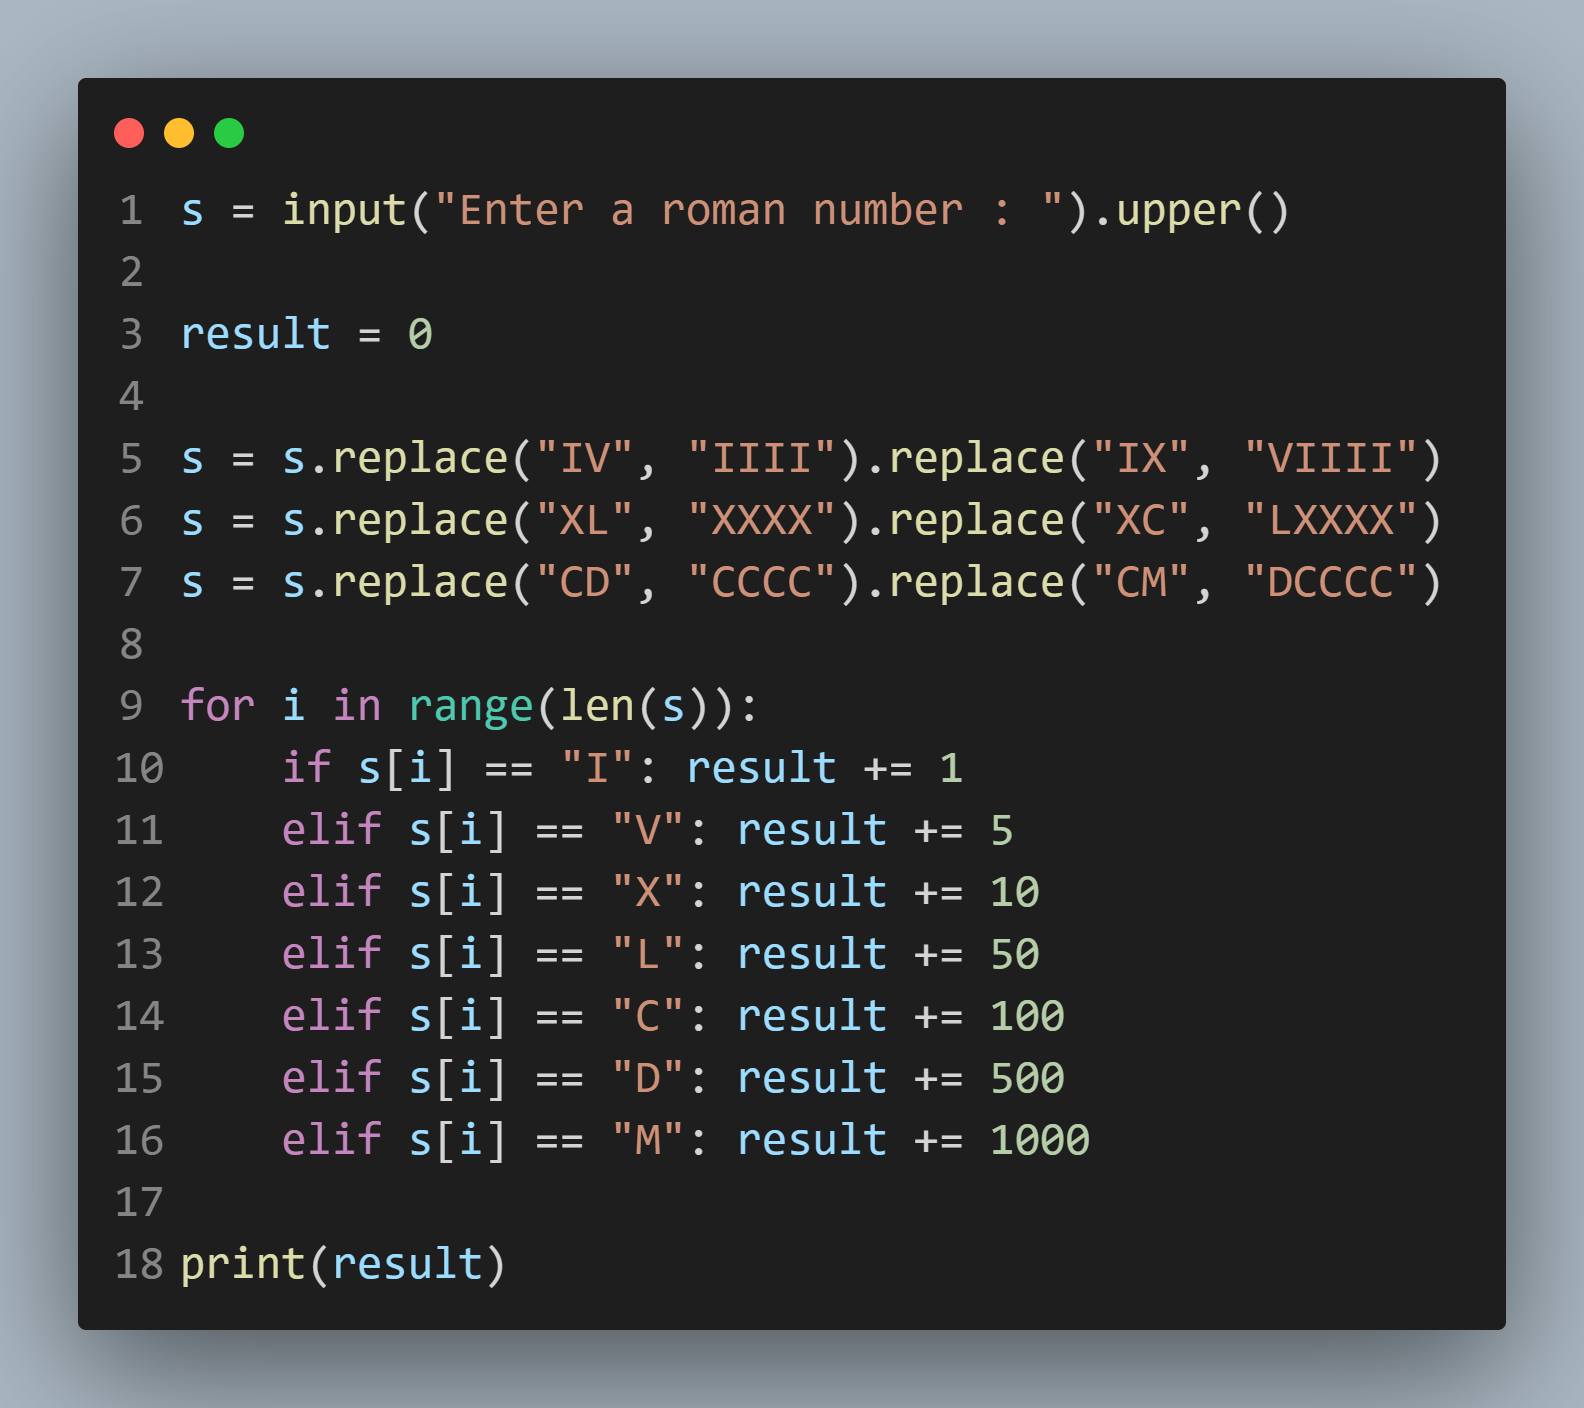 1 s = input("Enter a roman number : ").upper()
2
3 result = 0
4
5 s = s.replace("IV", "IIII").replace("IX", "VIIII")
6 s = s.replace("XL", "XXXX").replace("XC", "LXXXX")
7 s = s.replace("CD", "CCCC").replace("CM", "DCCCC")
8
9 for i in range(len(s)):
10     if s[i] == "I": result += 1
11     elif s[i] == "V": result += 5
12     elif s[i] == "X": result += 10
13     elif s[i] == "L": result += 50
14     elif s[i] == "C": result += 100
15     elif s[i] == "D": result += 500
16     elif s[i] == "M": result += 1000
17
18 print(result)